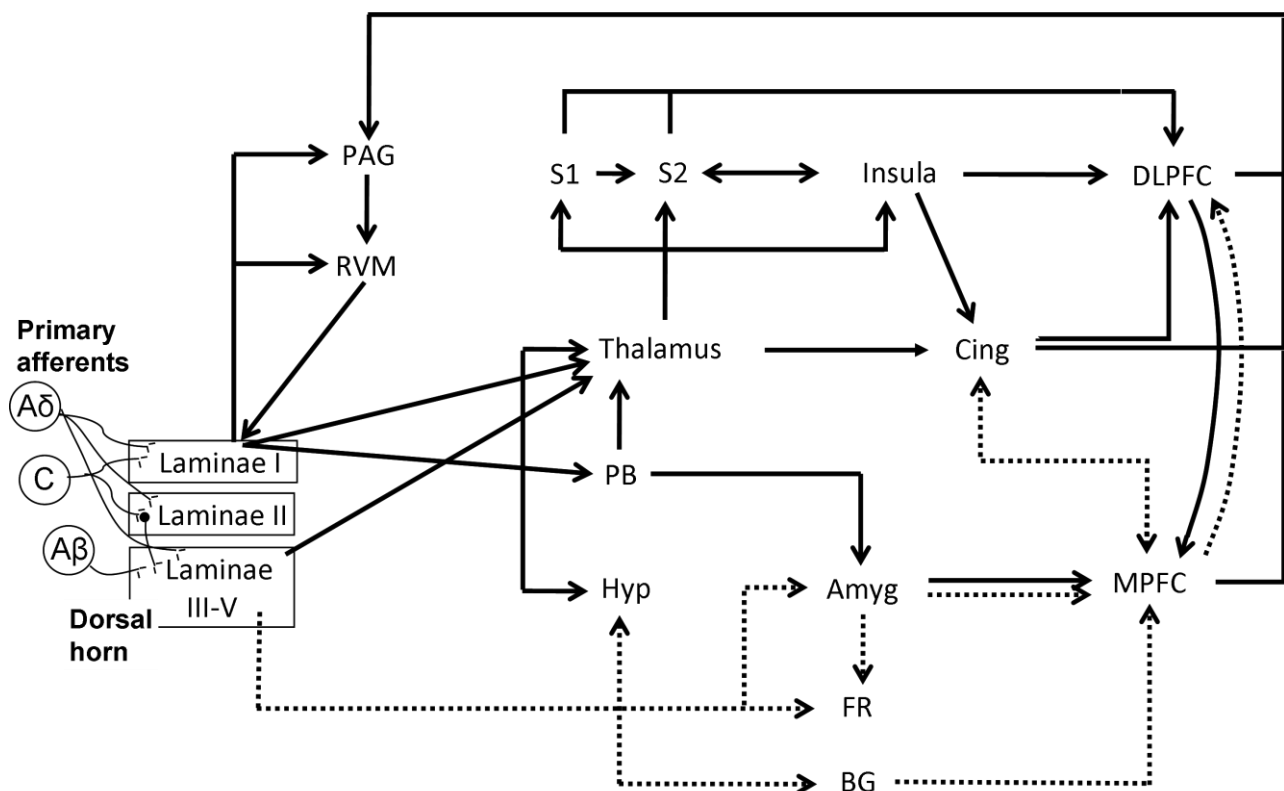 PAG
S1
S2
Insula
DLPFC
RVM
Primary
afferents
Thalamus
Cing
Aδ
Laminae I
C
PB
Laminae II
Aβ
Laminae
III-V
Hyp
Amyg
MPFC
Dorsal
horn
FR
BG